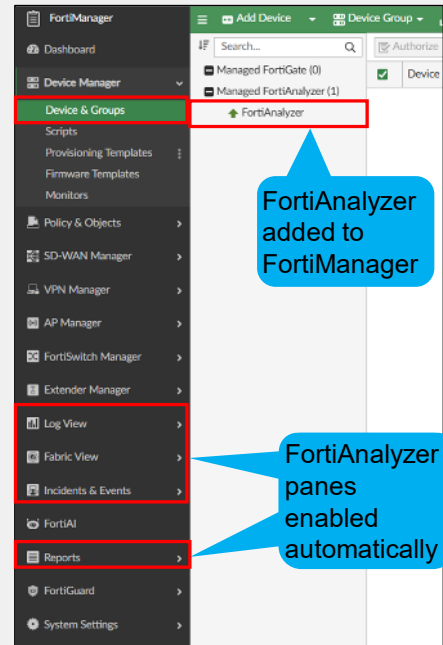 FortiManager
Add Device
Device Group
Dashboard
Search...
Authorize
Device Manager
Managed FortiGate (0)
Device
Managed FortiAnalyzer (1)
Device & Groups
FortiAnalyzer
Scripts
Provisioning Templates
Firmware Templates
Monitors
FortiAnalyzer
added to
FortiManager
Policy & Objects
SD-WAN Manager
VPN Manager
AP Manager
FortiSwitch Manager
Extender Manager
Log View
Fabric View
Incidents & Events
FortiAnalyzer
panes
enabled
automatically
FortiAI
Reports
FortiGuard
System Settings